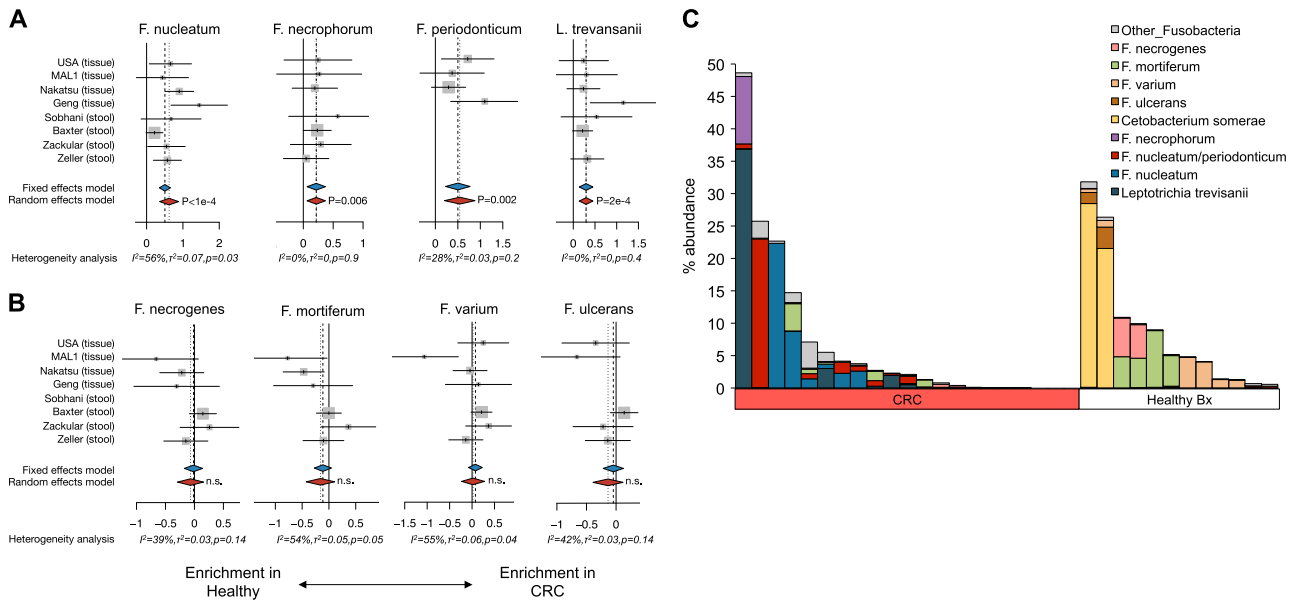 A
F. nucleatum
F. necrophorum
F. periodonticum
L. trevansanii
USA (tissue)
MAL1 (tissue)
Nakatsu (tissue)
Geng (tissue)
Sobhani (stool)
Baxter (stool)
Zackular (stool)
Zeller (stool)
Fixed effects model
Random effects model
P<1e-4
P=0.006
P=0.002
P=2e-4
0 1 2
0 0.5 1
0 0.5 1 1.5
0 0.5 1 1.5
Heterogeneity analysis
I²=56%,τ²=0.07,p=0.03
I²=0%,τ²=0,p=0.9
I²=28%,τ²=0.03,p=0.2
I²=0%,τ²=0,p=0.4
B
F. necrogenes
F. mortiferum
F. varium
F. ulcerans
USA (tissue)
MAL1 (tissue)
Nakatsu (tissue)
Geng (tissue)
Sobhani (stool)
Baxter (stool)
Zackular (stool)
Zeller (stool)
Fixed effects model
Random effects model
n.s.
n.s.
n.s.
n.s.
−1 −0.5 0 0.5
−1 −0.5 0 0.5
−1.5 −1 −0.5 0 0.5
−1 −0.5 0
Heterogeneity analysis
I²=39%,τ²=0.03,p=0.14
I²=54%,τ²=0.05,p=0.05
I²=55%,τ²=0.06,p=0.04
I²=42%,τ²=0.03,p=0.14
Enrichment in
Healthy
Enrichment in
CRC
C
Other_Fusobacteria
F. necrogenes
F. mortiferum
F. varium
F. ulcerans
Cetobacterium somerae
F. necrophorum
F. nucleatum/periodonticum
F. nucleatum
Leptotrichia trevisanii
% abundance
50
45
40
35
30
25
20
15
10
5
0
CRC
Healthy Bx